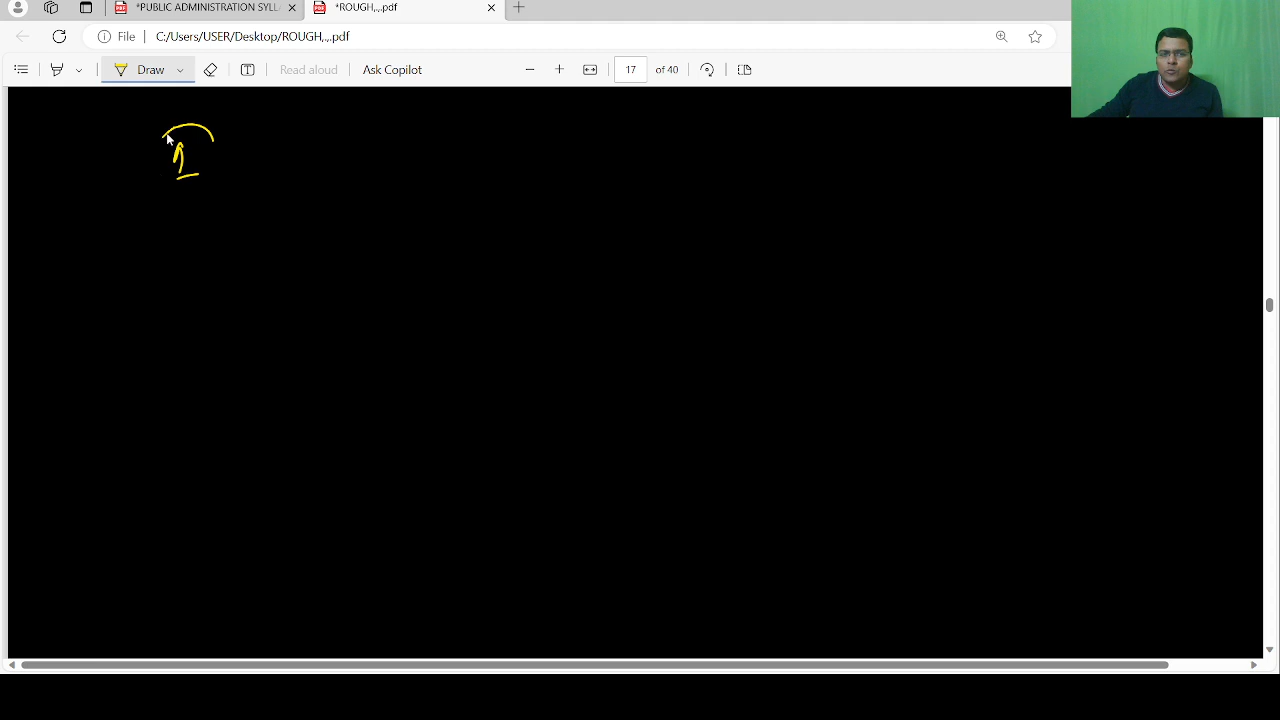 *PUBLIC ADMINISTRATION SYLL
*ROUGH,.,.pdf
File
C:/Users/USER/Desktop/ROUGH,.,.pdf
Draw
Read aloud
Ask Copilot
17 of 40
1